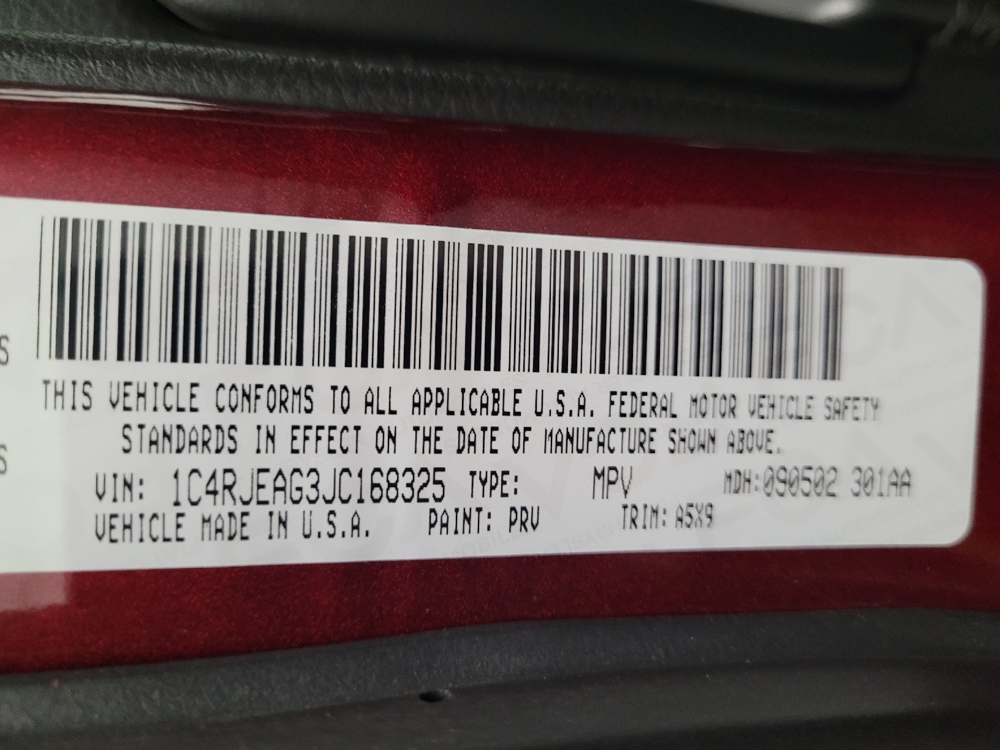 S
THIS VEHICLE CONFORMS TO ALL APPLICABLE U.S.A. FEDERAL MOTOR VEHICLE SAFETY
S
STANDARDS IN EFFECT ON THE DATE OF MANUFACTURE SHOWN ABOVE.
VIN: 1C4RJEAG3JC168325 TYPE: MPV MDH:090502 301AA
VEHICLE MADE IN U.S.A. PAINT: PRV TRIM: A5X9